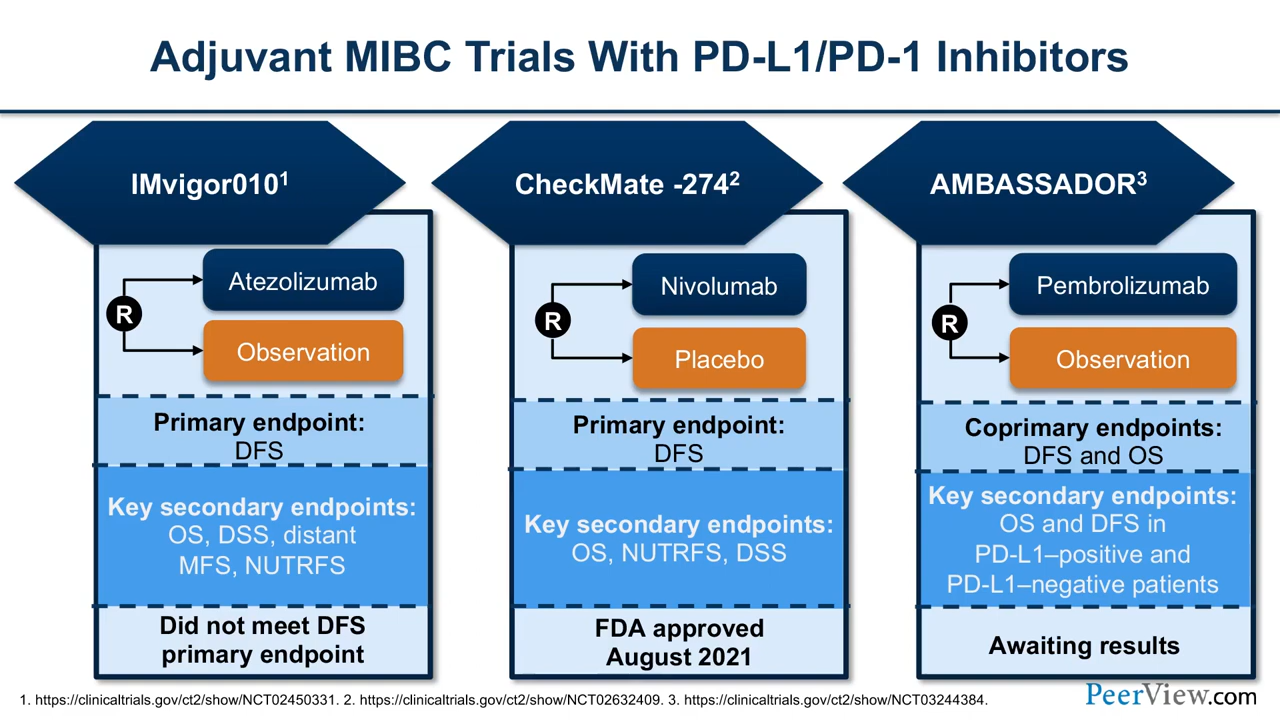 Adjuvant MIBC Trials With PD-L1/PD-1 Inhibitors
IMvigor010¹
R
Atezolizumab
Observation
Primary endpoint:
DFS
Key secondary endpoints:
OS, DSS, distant
MFS, NUTRFS
Did not meet DFS
primary endpoint
CheckMate -274²
R
Nivolumab
Placebo
Primary endpoint:
DFS
Key secondary endpoints:
OS, NUTRFS, DSS
FDA approved
August 2021
AMBASSADOR³
R
Pembrolizumab
Observation
Coprimary endpoints:
DFS and OS
Key secondary endpoints:
OS and DFS in
PD-L1–positive and
PD-L1–negative patients
Awaiting results
1. https://clinicaltrials.gov/ct2/show/NCT02450331. 2. https://clinicaltrials.gov/ct2/show/NCT02632409. 3. https://clinicaltrials.gov/ct2/show/NCT03244384.
PeerView.com